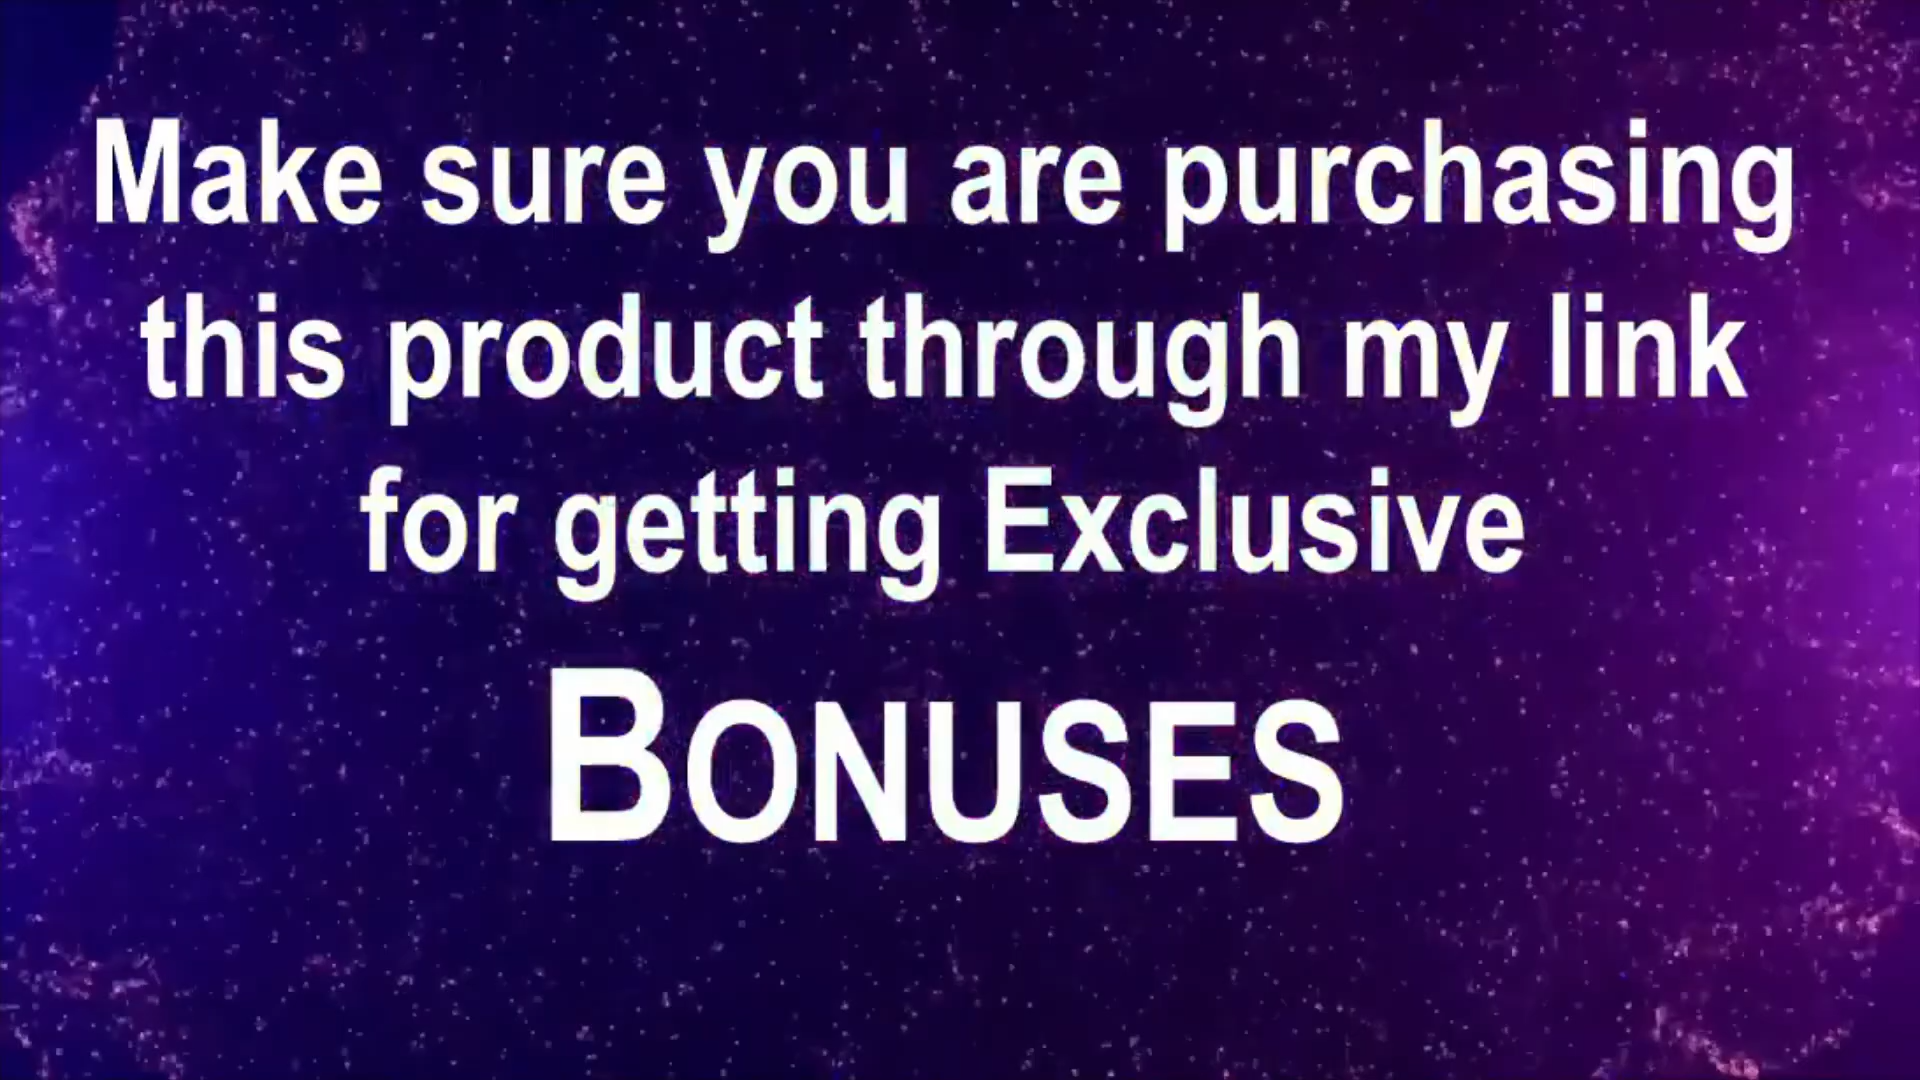 Make sure you are purchasing
this product through my link
for getting Exclusive
BONUSES